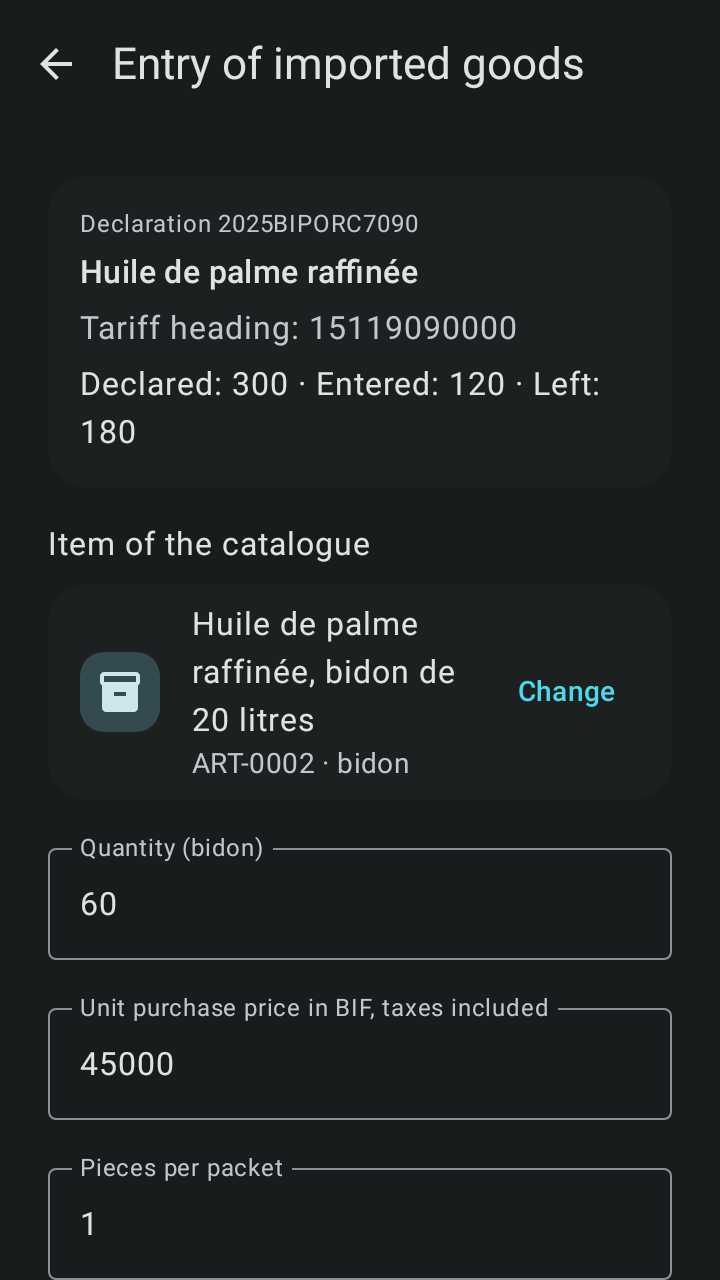 Entry of imported goods
Declaration 2025BIPORC7090
Huile de palme raffinée
Tariff heading: 15119090000
Declared: 300 · Entered: 120 · Left:
180
Item of the catalogue
Huile de palme
raffinée, bidon de
20 litres
ART-0002 · bidon
Change
Quantity (bidon)
60
Unit purchase price in BIF, taxes included
45000
Pieces per packet
1